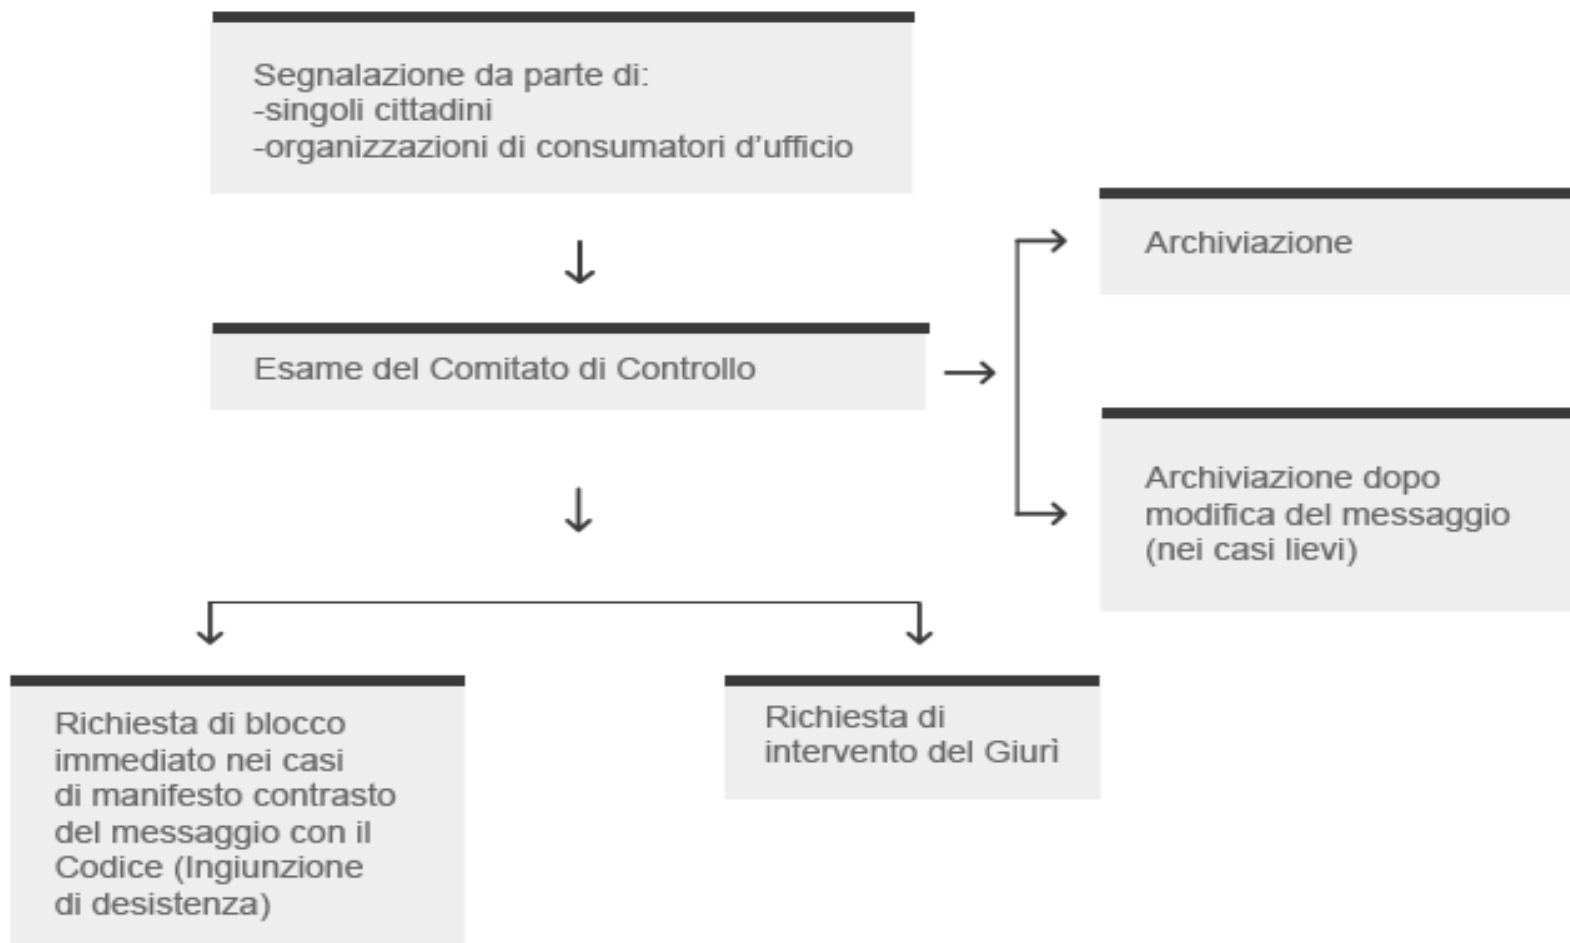 Segnalazione da parte di:
-singoli cittadini
-organizzazioni di consumatori d'ufficio
Archiviazione
Esame del Comitato di Controllo
Archiviazione dopo
modifica del messaggio
(nei casi lievi)
Richiesta di blocco
immediato nei casi
di manifesto contrasto
del messaggio con il
Codice (Ingiunzione
di desistenza)
Richiesta di
intervento del Giurì